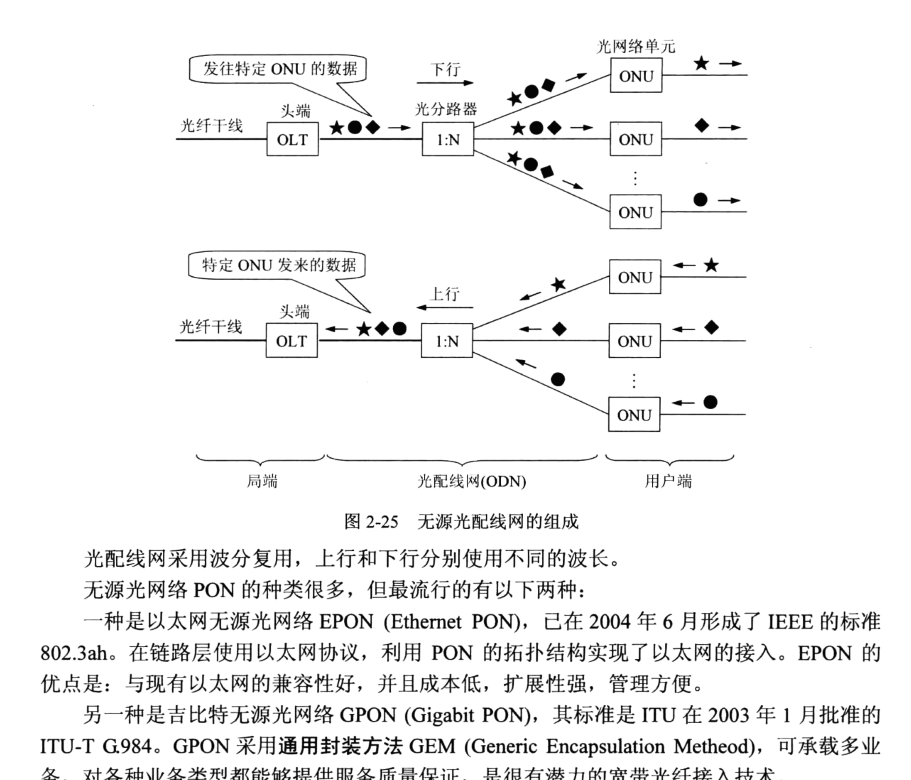 光网络单元
发往特定 ONU 的数据
下行
ONU
头端
光分路器
光纤干线
OLT
1:N
ONU
ONU
特定 ONU 发来的数据
上行
ONU
头端
光纤干线
OLT
1:N
ONU
ONU
局端
光配线网(ODN)
用户端
图 2-25 无源光配线网的组成
光配线网采用波分复用，上行和下行分别使用不同的波长。
无源光网络 PON 的种类很多，但最流行的有以下两种：
一种是以太网无源光网络 EPON (Ethernet PON)，已在 2004 年 6 月形成了 IEEE 的标准
802.3ah。在链路层使用以太网协议，利用 PON 的拓扑结构实现了以太网的接入。EPON 的
优点是：与现有以太网的兼容性好，并且成本低，扩展性强，管理方便。
另一种是吉比特无源光网络 GPON (Gigabit PON)，其标准是 ITU 在 2003 年 1 月批准的
ITU-T G.984。GPON 采用通用封装方法 GEM (Generic Encapsulation Metheod)，可承载多业
务，对各种业务类型都能够提供服务质量保证，是很有潜力的宽带光纤接入技术。